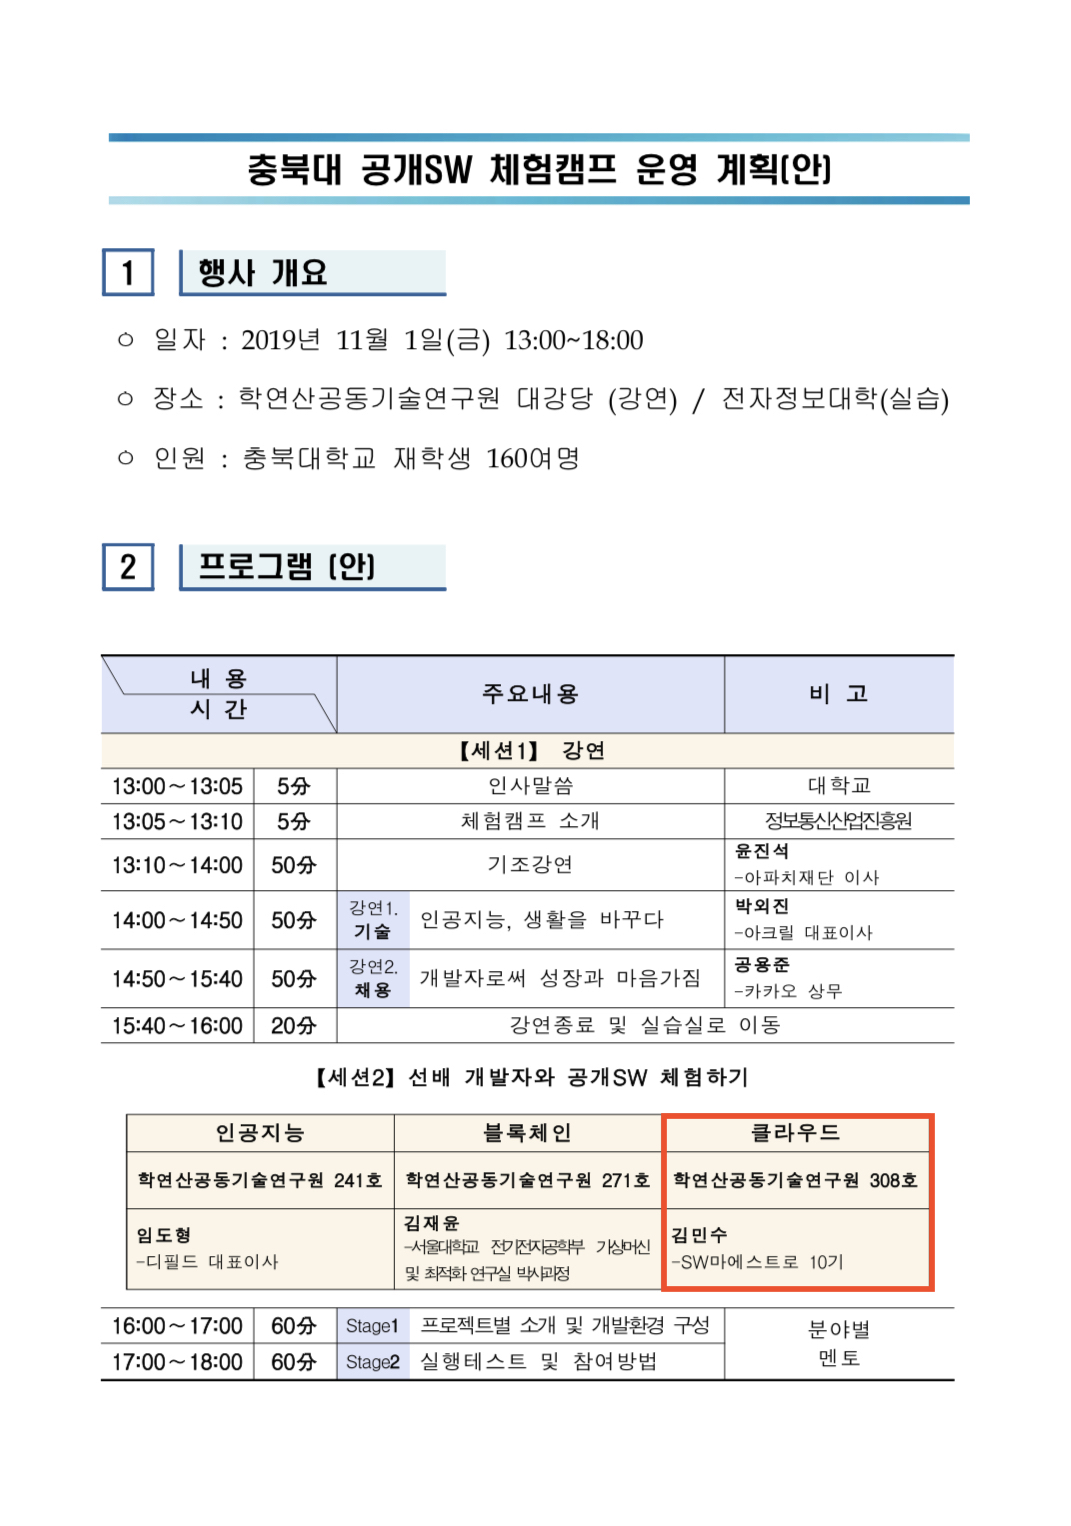 충북대 공개SW 체험캠프 운영 계획(안)
1 행사 개요
ㅇ 일자 : 2019년 11월 1일(금) 13:00~18:00
ㅇ 장소 : 학연산공동기술연구원 대강당 (강연) / 전자정보대학(실습)
ㅇ 인원 : 충북대학교 재학생 160여명
2 프로그램 (안)
내 용
시 간
주요내용
비 고
【세션1】 강연
13:00～13:05 5分 인사말씀 대학교
13:05～13:10 5分 체험캠프 소개 정보통신산업진흥원
13:10～14:00 50分 기조강연 윤진석
-아파치재단 이사
14:00～14:50 50分 강연1. 기술 인공지능, 생활을 바꾸다 박외진
-아크릴 대표이사
14:50～15:40 50分 강연2. 채용 개발자로써 성장과 마음가짐 공용준
-카카오 상무
15:40～16:00 20分 강연종료 및 실습실로 이동
【세션2】선배 개발자와 공개SW 체험하기
인공지능 블록체인 클라우드
학연산공동기술연구원 241호 학연산공동기술연구원 271호 학연산공동기술연구원 308호
임도형
-디필드 대표이사
김재윤
-서울대학교 전기전자공학부 가상머신
및 최적화 연구실 박사과정
김민수
-SW마에스트로 10기
16:00～17:00 60分 Stage1 프로젝트별 소개 및 개발환경 구성 분야별
멘토
17:00～18:00 60分 Stage2 실행테스트 및 참여방법